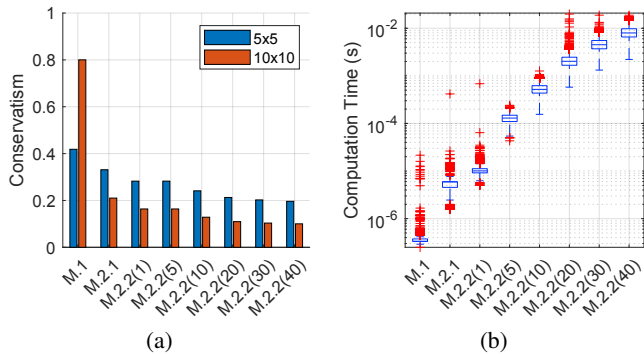 1
0.8
0.6
0.4
0.2
0
Conservatism
5x5
10x10
M.1
M.2.1
M.2.2(1)
M.2.2(5)
M.2.2(10)
M.2.2(20)
M.2.2(30)
M.2.2(40)
(a)
10-2
10-4
10-6
Computation Time (s)
M.1
M.2.1
M.2.2(1)
M.2.2(5)
M.2.2(10)
M.2.2(20)
M.2.2(30)
M.2.2(40)
(b)